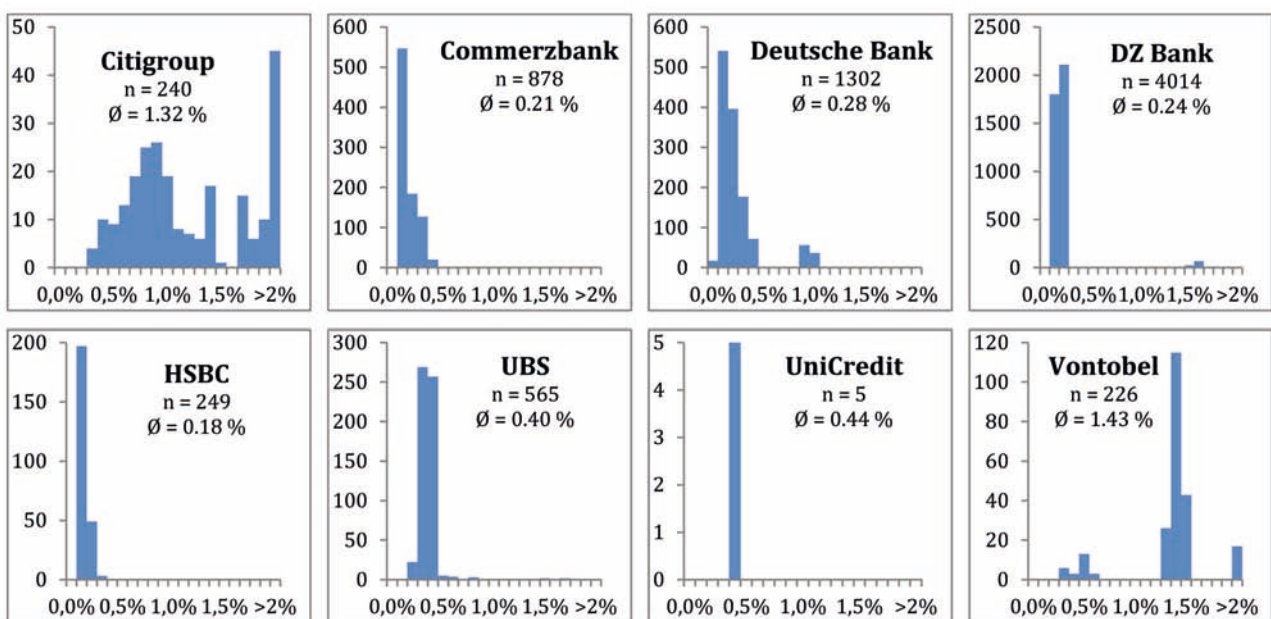 Citigroup
n = 240
Ø = 1.32 %
50
40
30
20
10
0
0,0% 0,5% 1,0% 1,5% >2%
Commerzbank
n = 878
Ø = 0.21 %
600
500
400
300
200
100
0
0,0% 0,5% 1,0% 1,5% >2%
Deutsche Bank
n = 1302
Ø = 0.28 %
600
500
400
300
200
100
0
0,0% 0,5% 1,0% 1,5% >2%
DZ Bank
n = 4014
Ø = 0.24 %
2500
2000
1500
1000
500
0
0,0% 0,5% 1,0% 1,5% >2%
HSBC
n = 249
Ø = 0.18 %
200
150
100
50
0
0,0% 0,5% 1,0% 1,5% >2%
UBS
n = 565
Ø = 0.40 %
300
250
200
150
100
50
0
0,0% 0,5% 1,0% 1,5% >2%
UniCredit
n = 5
Ø = 0.44 %
5
4
3
2
1
0
0,0% 0,5% 1,0% 1,5% >2%
Vontobel
n = 226
Ø = 1.43 %
120
100
80
60
40
20
0
0,0% 0,5% 1,0% 1,5% >2%